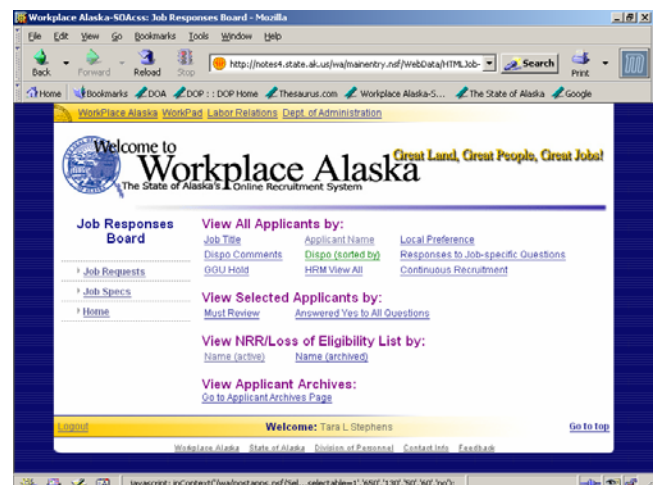 Workplace Alaska-SOAcss: Job Responses Board - Mozilla
File Edit View Go Bookmarks Tools Window Help
Back Forward Reload Stop http://notes4.state.ak.us/wa/mainentry.nsf/WebData/HTMLJob- Search Print
Home Bookmarks DOA DOP : : DOP Home Thesaurus.com Workplace Alaska-S... The State of Alaska Google
WorkPlace Alaska WorkPad Labor Relations Dept. of Administration
Welcome to
Workplace Alaska
Great Land, Great People, Great Jobs!
The State of Alaska's Online Recruitment System
Job Responses Board
Job Requests
Job Specs
Home
View All Applicants by:
Job Title Applicant Name Local Preference
Dispo Comments Dispo (sorted by) Responses to Job-specific Questions
GGU Hold HRM View All Continuous Recruitment
View Selected Applicants by:
Must Review Answered Yes to All Questions
View NRR/Loss of Eligibility List by:
Name (active) Name (archived)
View Applicant Archives:
Go to Applicant Archives Page
Logout Welcome: Tara L Stephens Go to top
Workplace Alaska State of Alaska Division of Personnel Contact Info Feedback